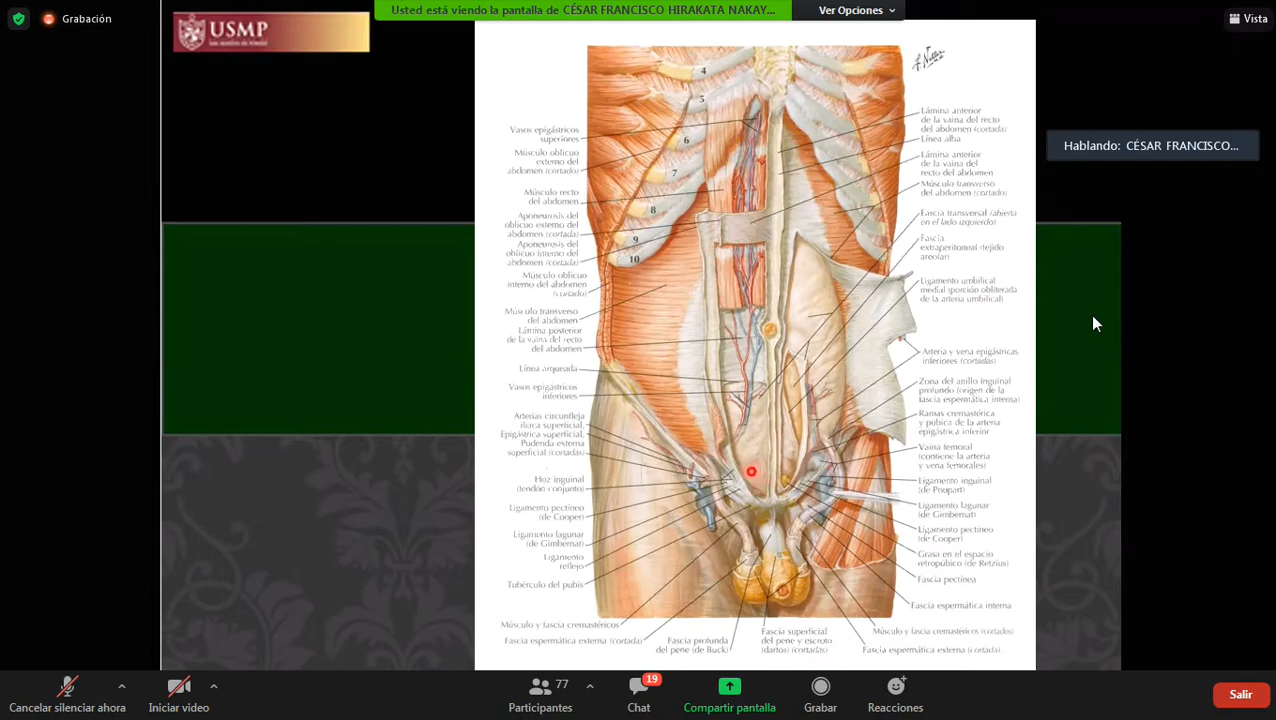 Grabación
Usted está viendo la pantalla de CÉSAR FRANCISCO HIRAKATA NAKAY...
Ver Opciones
Vista
USMP
Hablando: CÉSAR FRANCISCO...
4
5
6
7
8
9
10
Vasos epigástricos
superiores
Músculo oblicuo
externo del
abdomen (cortado)
Músculo recto
del abdomen
Aponeurosis del
oblicuo externo del
abdomen (cortada)
Aponeurosis del
oblicuo interno del
abdomen (cortada)
Músculo oblicuo
interno del abdomen
(cortado)
Músculo transverso
del abdomen
Lámina posterior
de la vaina del recto
del abdomen
Línea arqueada
Vasos epigástricos
inferiores
Arterias circunfleja
ilíaca superficial,
Epigástrica superficial,
Pudenda externa
superficial) (cortadas)
Hoz inguinal
(tendón conjunto)
Ligamento pectíneo
(de Cooper)
Ligamento lagunar
(de Gimbernat)
Ligamento
reflejo
Tubérculo del pubis
Músculo y fascia cremastéricos
Fascia espermática externa (cortada)
Fascia profunda
del pene (de Buck)
Fascia superficial
del pene y escroto
(dartos) (cortadas)
Lámina anterior
de la vaina del recto
del abdomen (cortada)
Línea alba
Lámina anterior
de la vaina del
recto del abdomen
Músculo transverso
del abdomen (cortado)
Fascia transversal (abierta
en el lado izquierdo)
Fascia
extraperitoneal (tejido
areolar)
Ligamento umbilical
medial (porción obliterada
de la arteria umbilical)
Arteria y vena epigástricas
inferiores (cortadas)
Zona del anillo inguinal
profundo (origen de la
fascia espermática interna)
Ramas cremastérica
y púbica de la arteria
epigástrica inferior
Vaina femoral
(contiene la arteria
y vena femorales)
Ligamento inguinal
(de Poupart)
Ligamento lagunar
(de Gimbernat)
Ligamento pectíneo
(de Cooper)
Grasa en el espacio
retropúbico (de Retzius)
Fascia pectínea
Fascia espermática interna
Músculo y fascia cremastéricos (cortados)
Fascia espermática externa (cortada)
Cancelar silenciar ahora
Iniciar video
77
Participantes
19
Chat
Compartir pantalla
Grabar
Reacciones
Salir